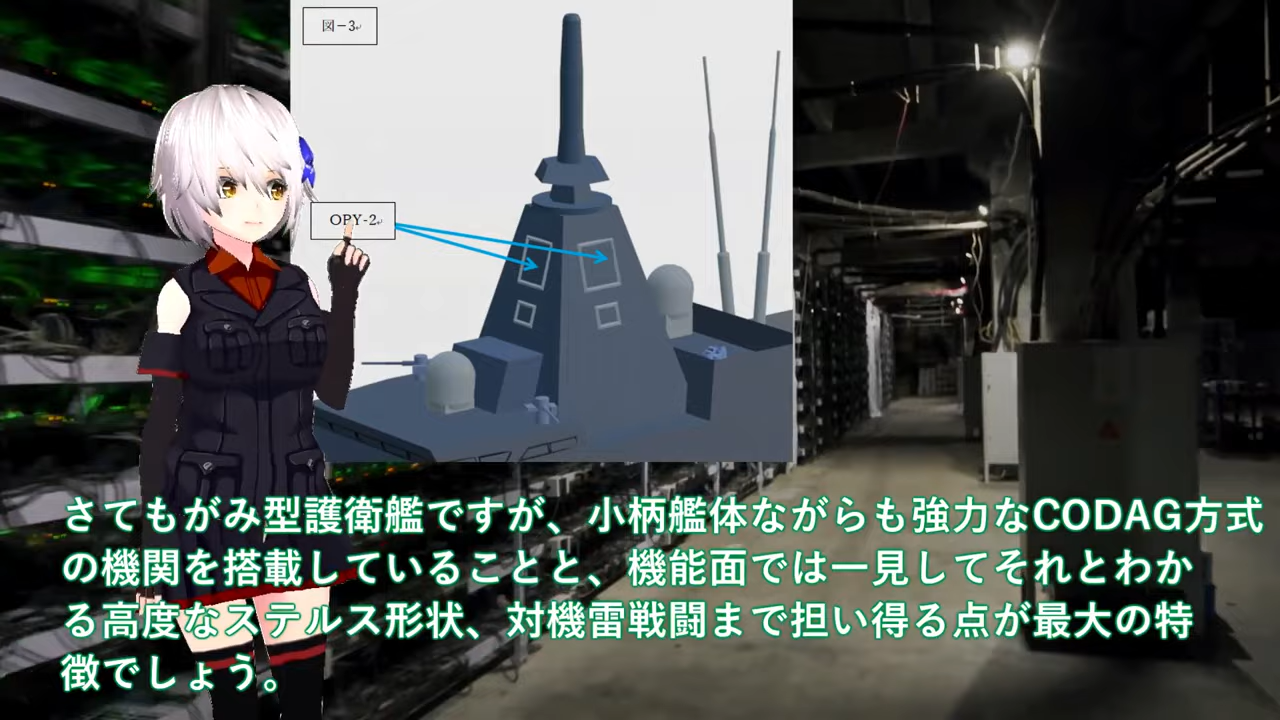 図－3
OPY-2
さてもがみ型護衛艦ですが、小柄艦体ながらも強力なCODAG方式
の機関を搭載していることと、機能面では一見してそれとわか
る高度なステルス形状、対機雷戦闘まで担い得る点が最大の特
徴でしょう。